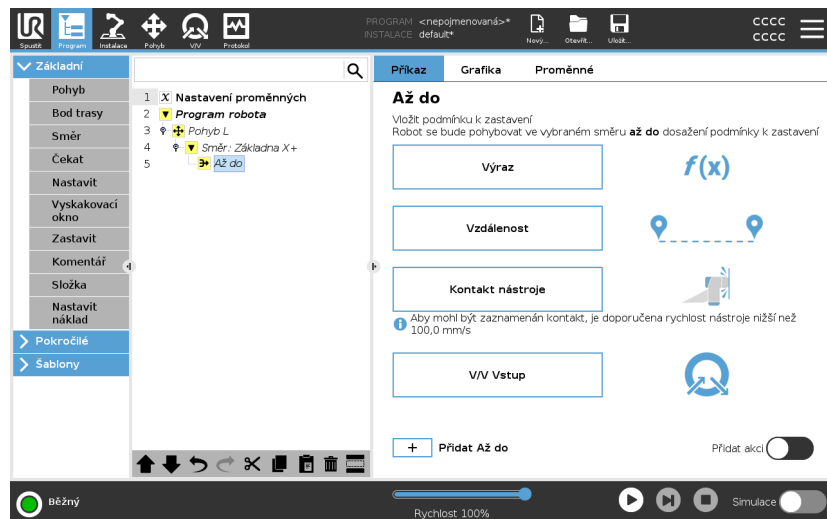 PROGRAM <nepojmenovaná>*
INSTALACE default*
CCCC
CCCC
Spustit
Program
Instalace
Pohyb
V/V
Protokol
Nový...
Otevřít...
Uložit...
Základní
Pohyb
Bod trasy
Směr
Čekat
Nastavit
Vyskakovací
okno
Zastavit
Komentář
Složka
Nastavit
náklad
Pokročilé
Šablony
1 X Nastavení proměnných
2 Program robota
3 Pohyb L
4 Směr: Základna X+
5 Až do
Příkaz Grafika Proměnné
Až do
Vložit podmínku k zastavení
Robot se bude pohybovat ve vybraném směru až do dosažení podmínky k zastavení
Výraz
f(x)
Vzdálenost
Kontakt nástroje
Aby mohl být zaznamenán kontakt, je doporučena rychlost nástroje nižší než
100,0 mm/s
V/V Vstup
+ Přidat Až do
Přidat akci
Běžný
Rychlost 100%
Simulace